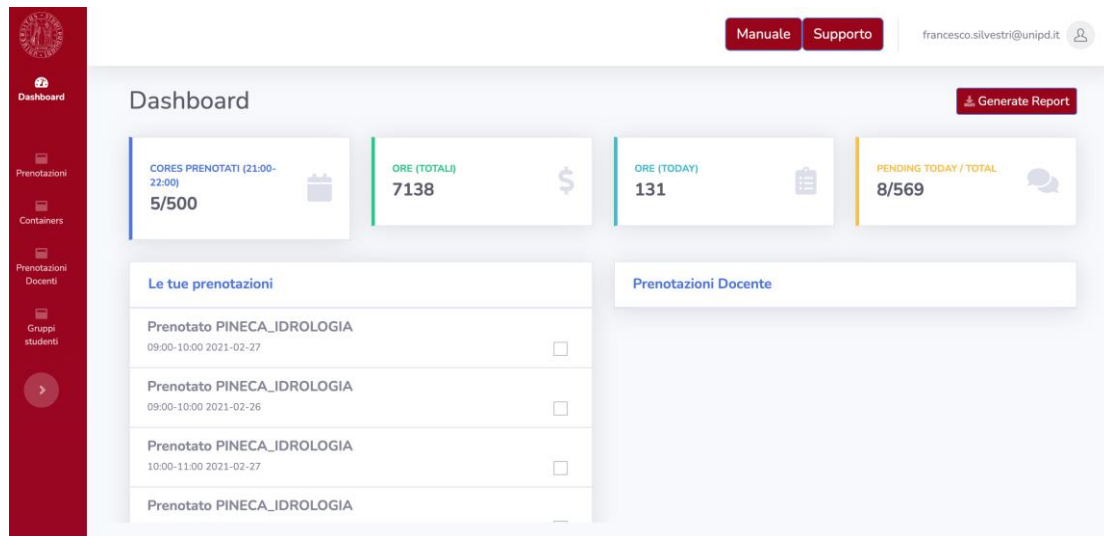 Manuale
Supporto
francesco.silvestri@unipd.it
Dashboard
Prenotazioni
Containers
Prenotazioni
Docenti
Gruppi
studenti
Dashboard
Generate Report
CORES PRENOTATI (21:00-
22:00)
5/500
ORE (TOTALI)
7138
ORE (TODAY)
131
PENDING TODAY / TOTAL
8/569
Le tue prenotazioni
Prenotato PINECA_IDROLOGIA
09:00-10:00 2021-02-27
Prenotato PINECA_IDROLOGIA
09:00-10:00 2021-02-26
Prenotato PINECA_IDROLOGIA
10:00-11:00 2021-02-27
Prenotato PINECA_IDROLOGIA
Prenotazioni Docente